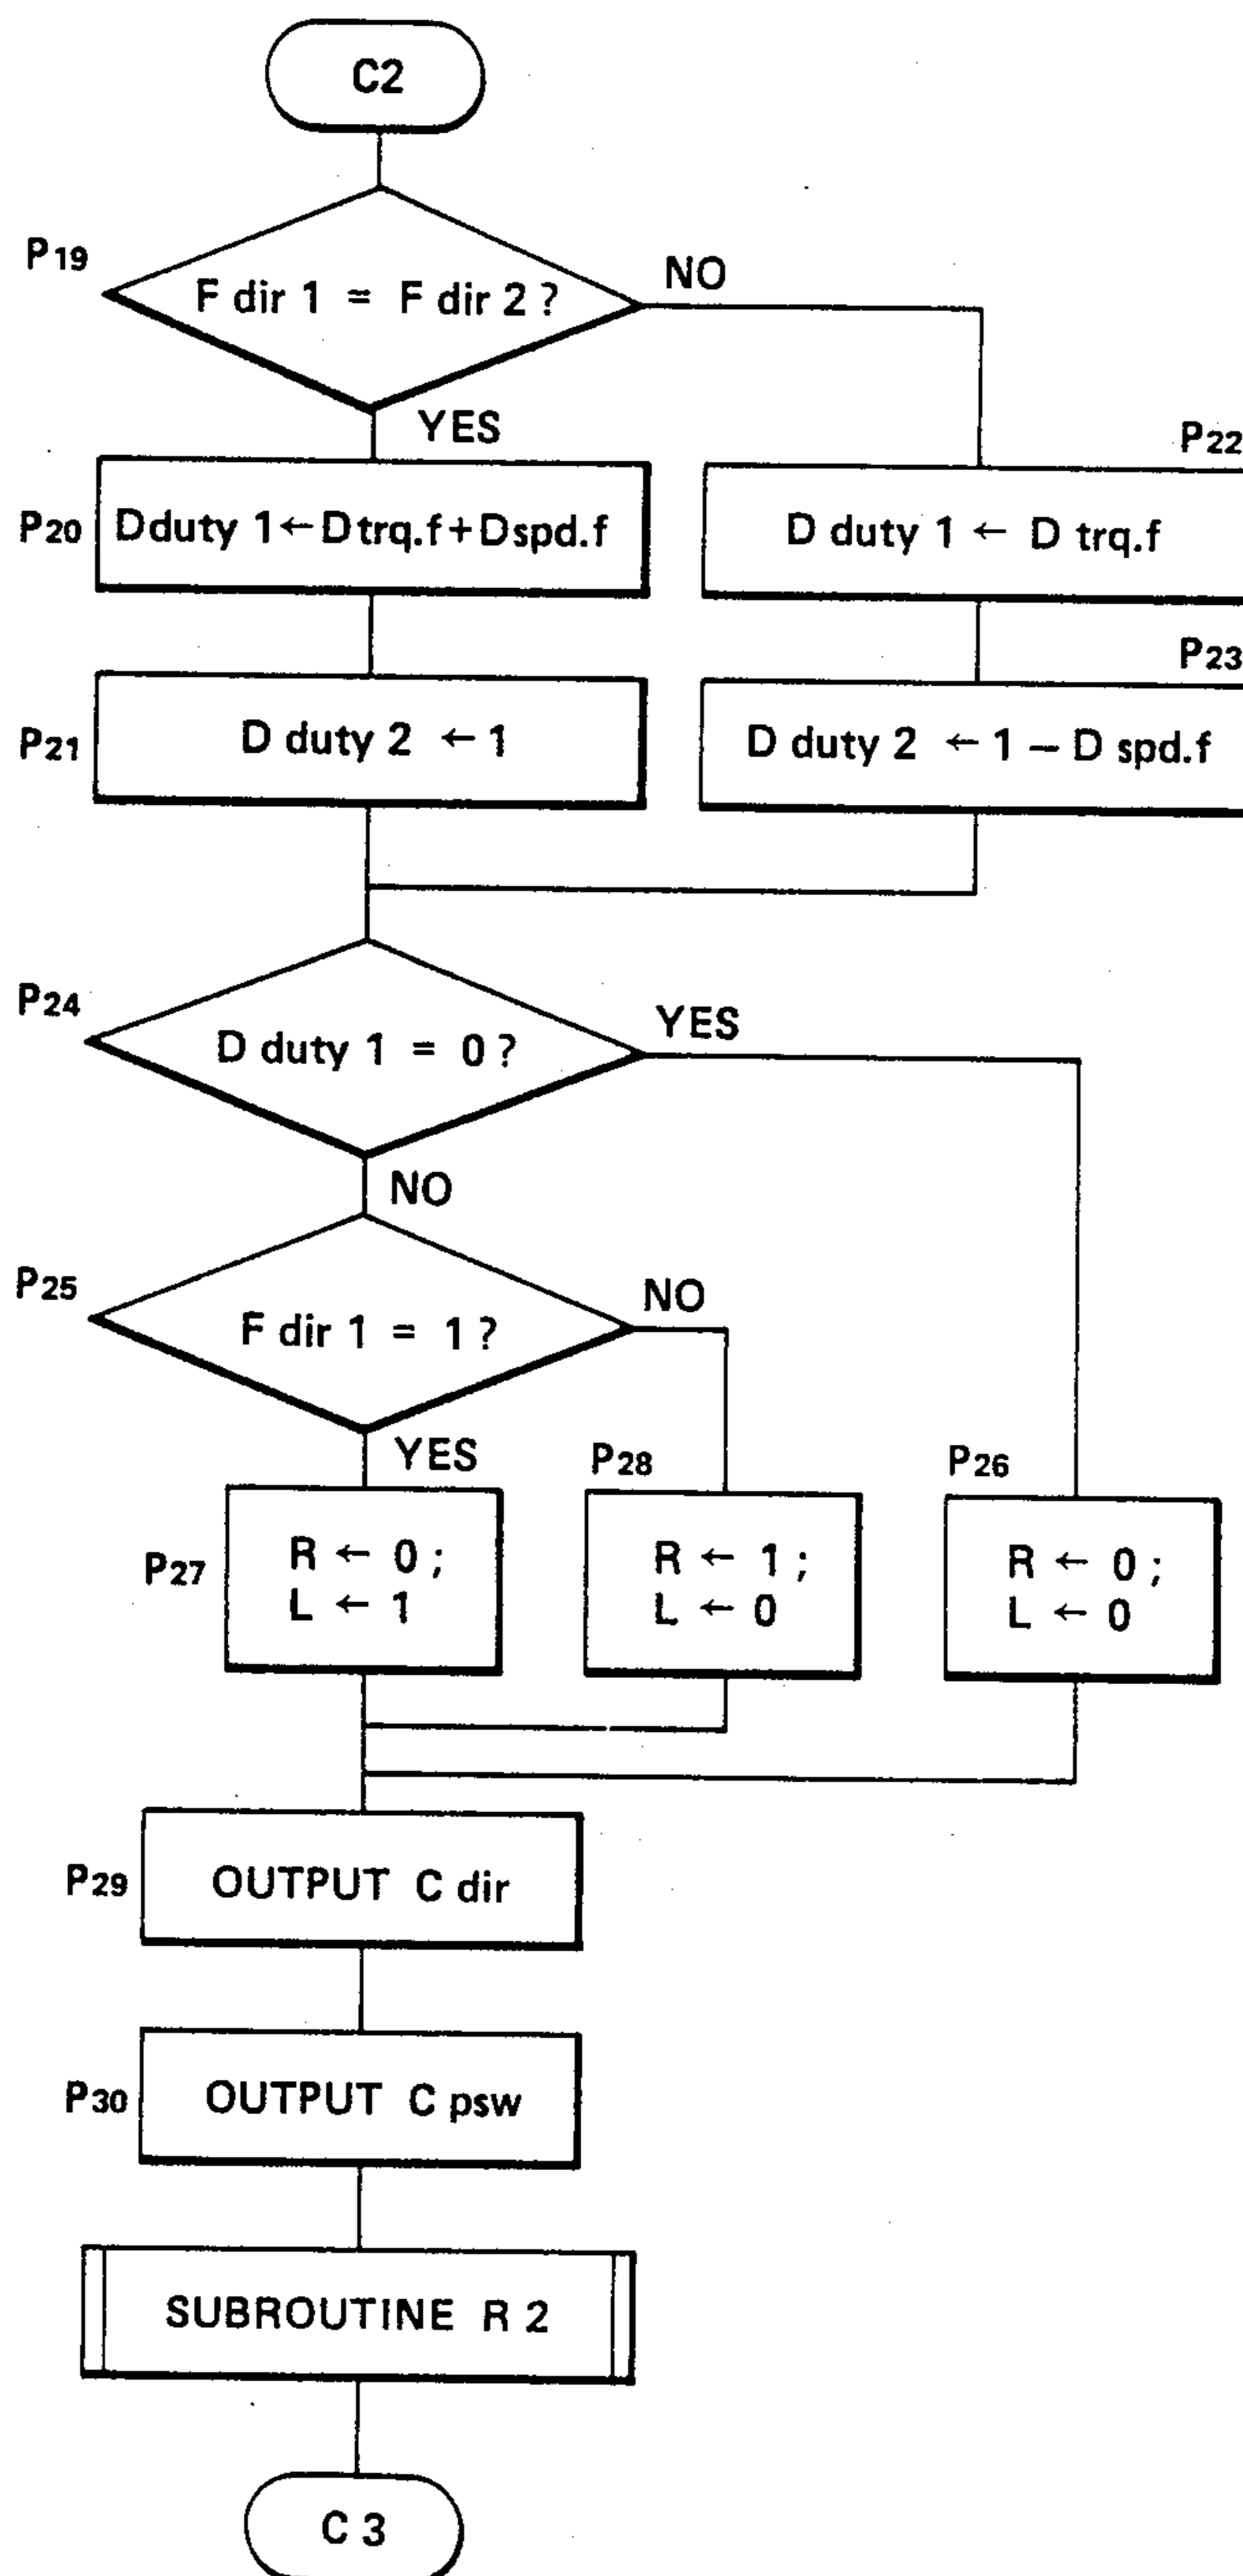 C2
P19
F dir 1 = F dir 2 ?
NO
YES
P20
Dduty 1←Dtrq.f+Dspd.f
P22
D duty 1 ← D trq.f
P21
D duty 2 ← 1
P23
D duty 2 ← 1 – D spd.f
P24
D duty 1 = 0 ?
YES
NO
P25
F dir 1 = 1 ?
NO
YES
P27
R ← 0 ;
L ← 1
P28
R ← 1 ;
L ← 0
P26
R ← 0 ;
L ← 0
P29
OUTPUT C dir
P30
OUTPUT C psw
SUBROUTINE R 2
C 3